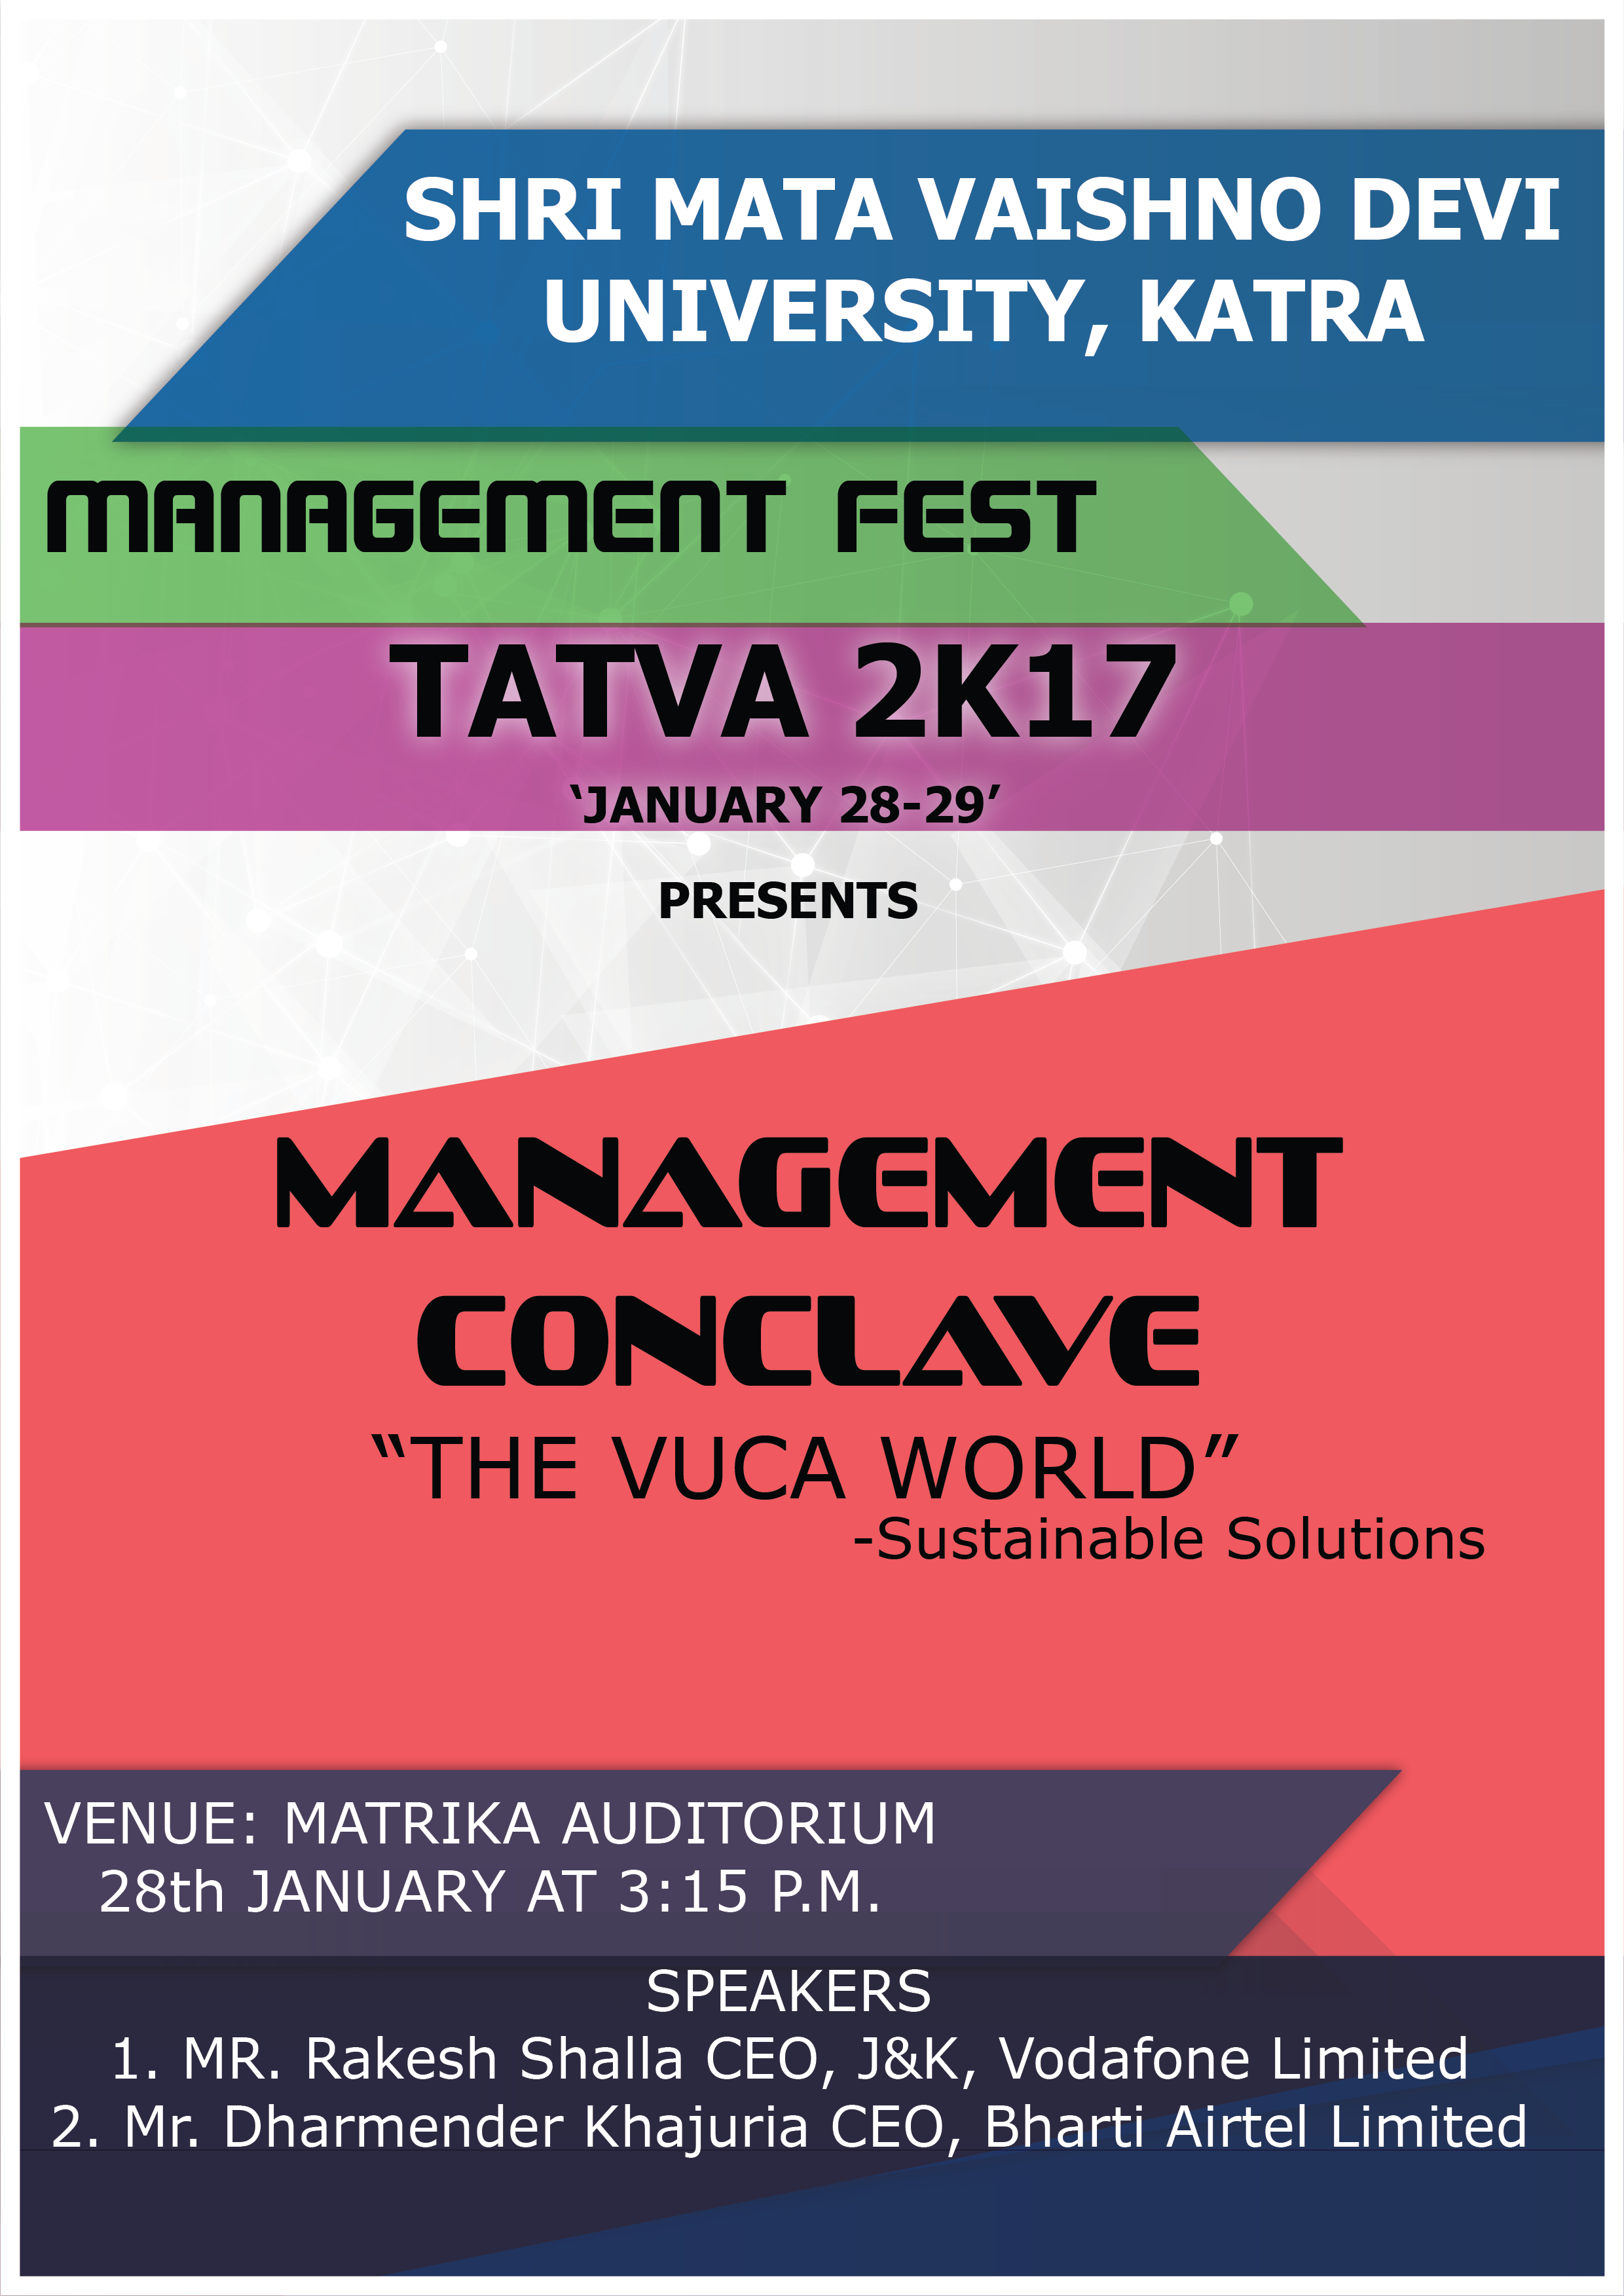 SHRI MATA VAISHNO DEVI
UNIVERSITY, KATRA
MANAGEMENT FEST
TATVA 2K17
‘JANUARY 28-29’
PRESENTS
MANAGEMENT
CONCLAVE
“THE VUCA WORLD”
-Sustainable Solutions
VENUE: MATRIKA AUDITORIUM
28th JANUARY AT 3:15 P.M.
SPEAKERS
1. MR. Rakesh Shalla CEO, J&K, Vodafone Limited
2. Mr. Dharmender Khajuria CEO, Bharti Airtel Limited